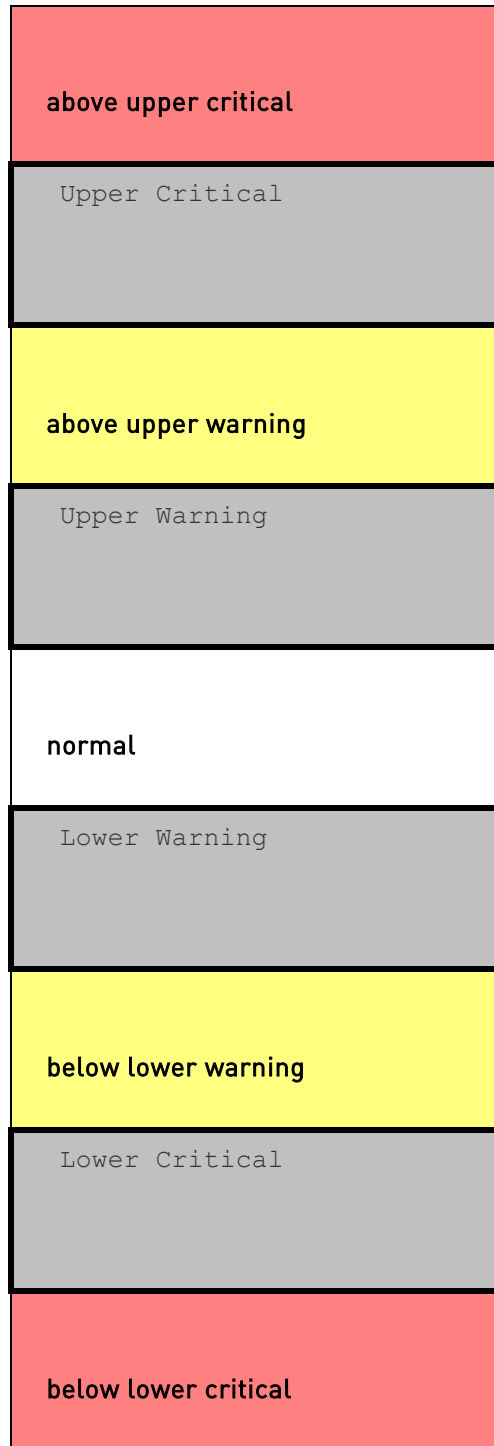 above upper critical
Upper Critical
above upper warning
Upper Warning
normal
Lower Warning
below lower warning
Lower Critical
below lower critical